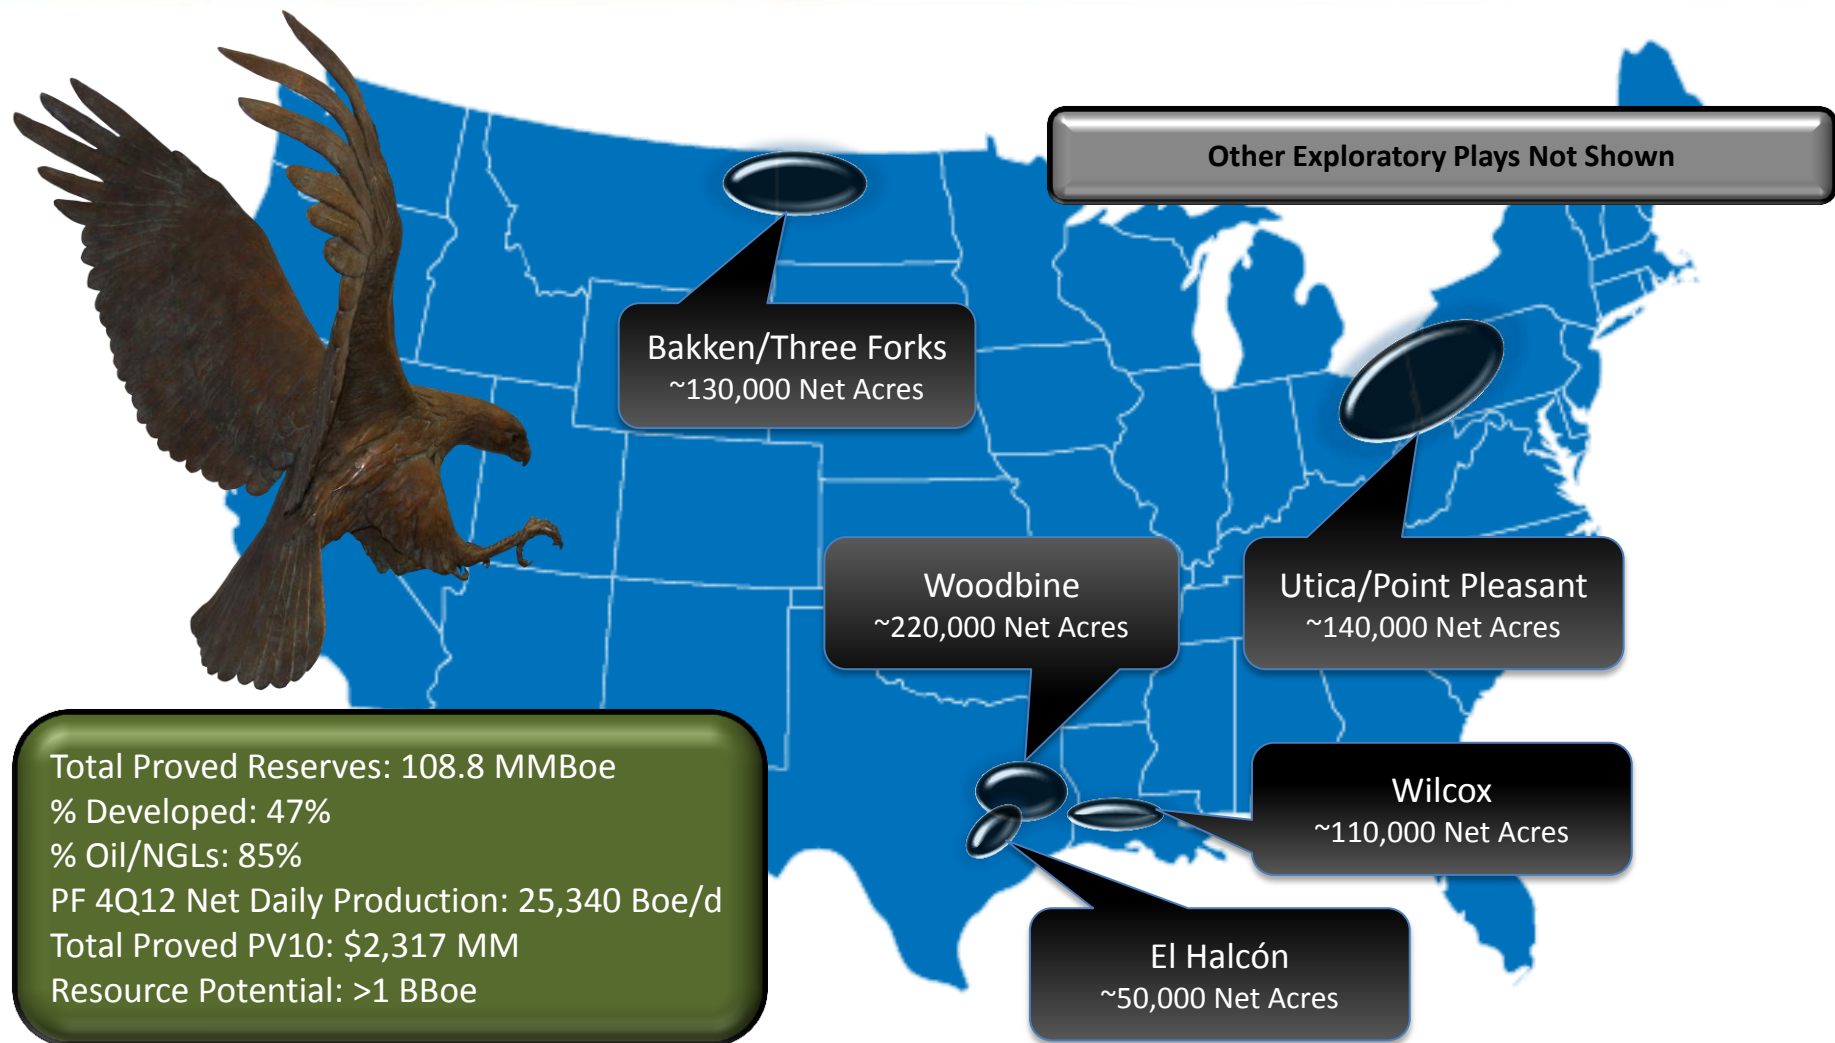 Other Exploratory Plays Not Shown
Bakken/Three Forks
~130,000 Net Acres
Woodbine
~220,000 Net Acres
Utica/Point Pleasant
~140,000 Net Acres
Wilcox
~110,000 Net Acres
El Halcón
~50,000 Net Acres
Total Proved Reserves: 108.8 MMBoe
% Developed: 47%
% Oil/NGLs: 85%
PF 4Q12 Net Daily Production: 25,340 Boe/d
Total Proved PV10: $2,317 MM
Resource Potential: >1 BBoe